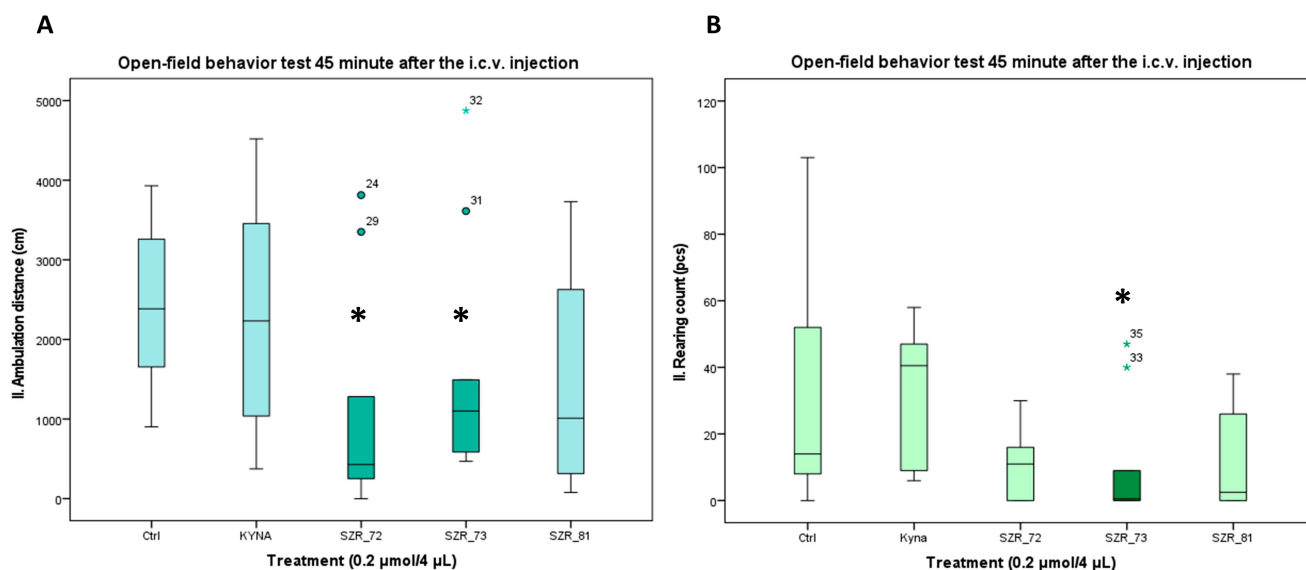 A
Open-field behavior test 45 minute after the i.c.v. injection
II. Ambulation distance (cm)
5000
4000
3000
2000
1000
0
32
24
31
29
*
*
Ctrl
KYNA
SZR_72
SZR_73
SZR_81
Treatment (0.2 µmol/4 µL)
B
Open-field behavior test 45 minute after the i.c.v. injection
II. Rearing count (pcs)
120
100
80
60
40
20
0
*
35
33
Ctrl
Kyna
SZR_72
SZR_73
SZR_81
Treatment (0.2 µmol/4 µL)